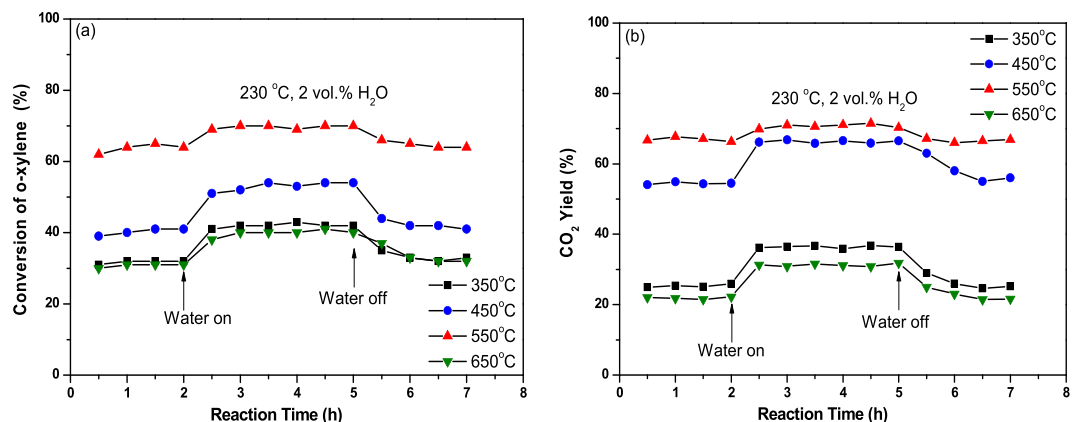 (a)
Conversion of o-xylene (%)
100
80
60
40
20
0
230 °C, 2 vol.% H₂O
Water on
Water off
350°C
450°C
550°C
650°C
0 1 2 3 4 5 6 7 8
Reaction Time (h)
(b)
CO₂ Yield (%)
100
80
60
40
20
0
350°C
450°C
550°C
650°C
230 °C, 2 vol.% H₂O
Water on
Water off
0 1 2 3 4 5 6 7 8
Reaction Time (h)